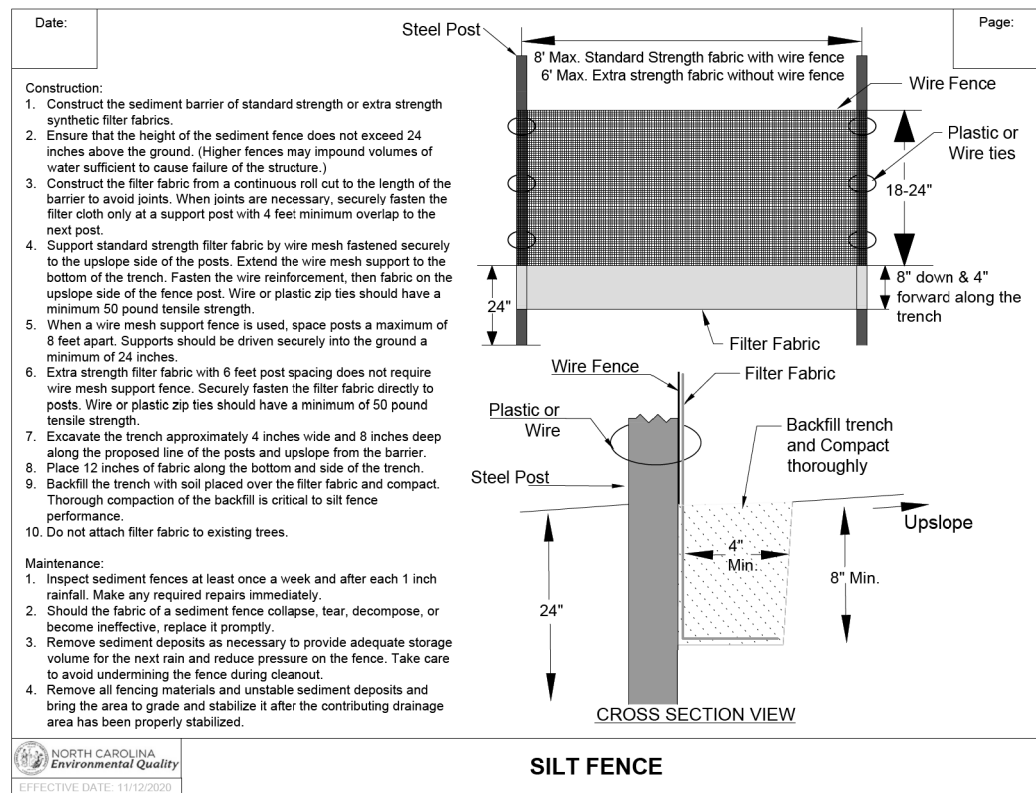 Date:
Page:
Construction:
1. Construct the sediment barrier of standard strength or extra strength
synthetic filter fabrics.
2. Ensure that the height of the sediment fence does not exceed 24
inches above the ground. (Higher fences may impound volumes of
water sufficient to cause failure of the structure.)
3. Construct the filter fabric from a continuous roll cut to the length of the
barrier to avoid joints. When joints are necessary, securely fasten the
filter cloth only at a support post with 4 feet minimum overlap to the
next post.
4. Support standard strength filter fabric by wire mesh fastened securely
to the upslope side of the posts. Extend the wire mesh support to the
bottom of the trench. Fasten the wire reinforcement, then fabric on the
upslope side of the fence post. Wire or plastic zip ties should have a
minimum 50 pound tensile strength.
5. When a wire mesh support fence is used, space posts a maximum of
8 feet apart. Supports should be driven securely into the ground a
minimum of 24 inches.
6. Extra strength filter fabric with 6 feet post spacing does not require
wire mesh support fence. Securely fasten the filter fabric directly to
posts. Wire or plastic zip ties should have a minimum of 50 pound
tensile strength.
7. Excavate the trench approximately 4 inches wide and 8 inches deep
along the proposed line of the posts and upslope from the barrier.
8. Place 12 inches of fabric along the bottom and side of the trench.
9. Backfill the trench with soil placed over the filter fabric and compact.
Thorough compaction of the backfill is critical to silt fence
performance.
10. Do not attach filter fabric to existing trees.
Maintenance:
1. Inspect sediment fences at least once a week and after each 1 inch
rainfall. Make any required repairs immediately.
2. Should the fabric of a sediment fence collapse, tear, decompose, or
become ineffective, replace it promptly.
3. Remove sediment deposits as necessary to provide adequate storage
volume for the next rain and reduce pressure on the fence. Take care
to avoid undermining the fence during cleanout.
4. Remove all fencing materials and unstable sediment deposits and
bring the area to grade and stabilize it after the contributing drainage
area has been properly stabilized.
Steel Post
8' Max. Standard Strength fabric with wire fence
6' Max. Extra strength fabric without wire fence
Wire Fence
Plastic or
Wire ties
18-24"
24"
8" down & 4"
forward along the
trench
Filter Fabric
Wire Fence
Filter Fabric
Plastic or
Wire
Backfill trench
and Compact
thoroughly
Steel Post
Upslope
4"
Min.
8" Min.
24"
CROSS SECTION VIEW
NORTH CAROLINA
Environmental Quality
EFFECTIVE DATE: 11/12/2020
SILT FENCE